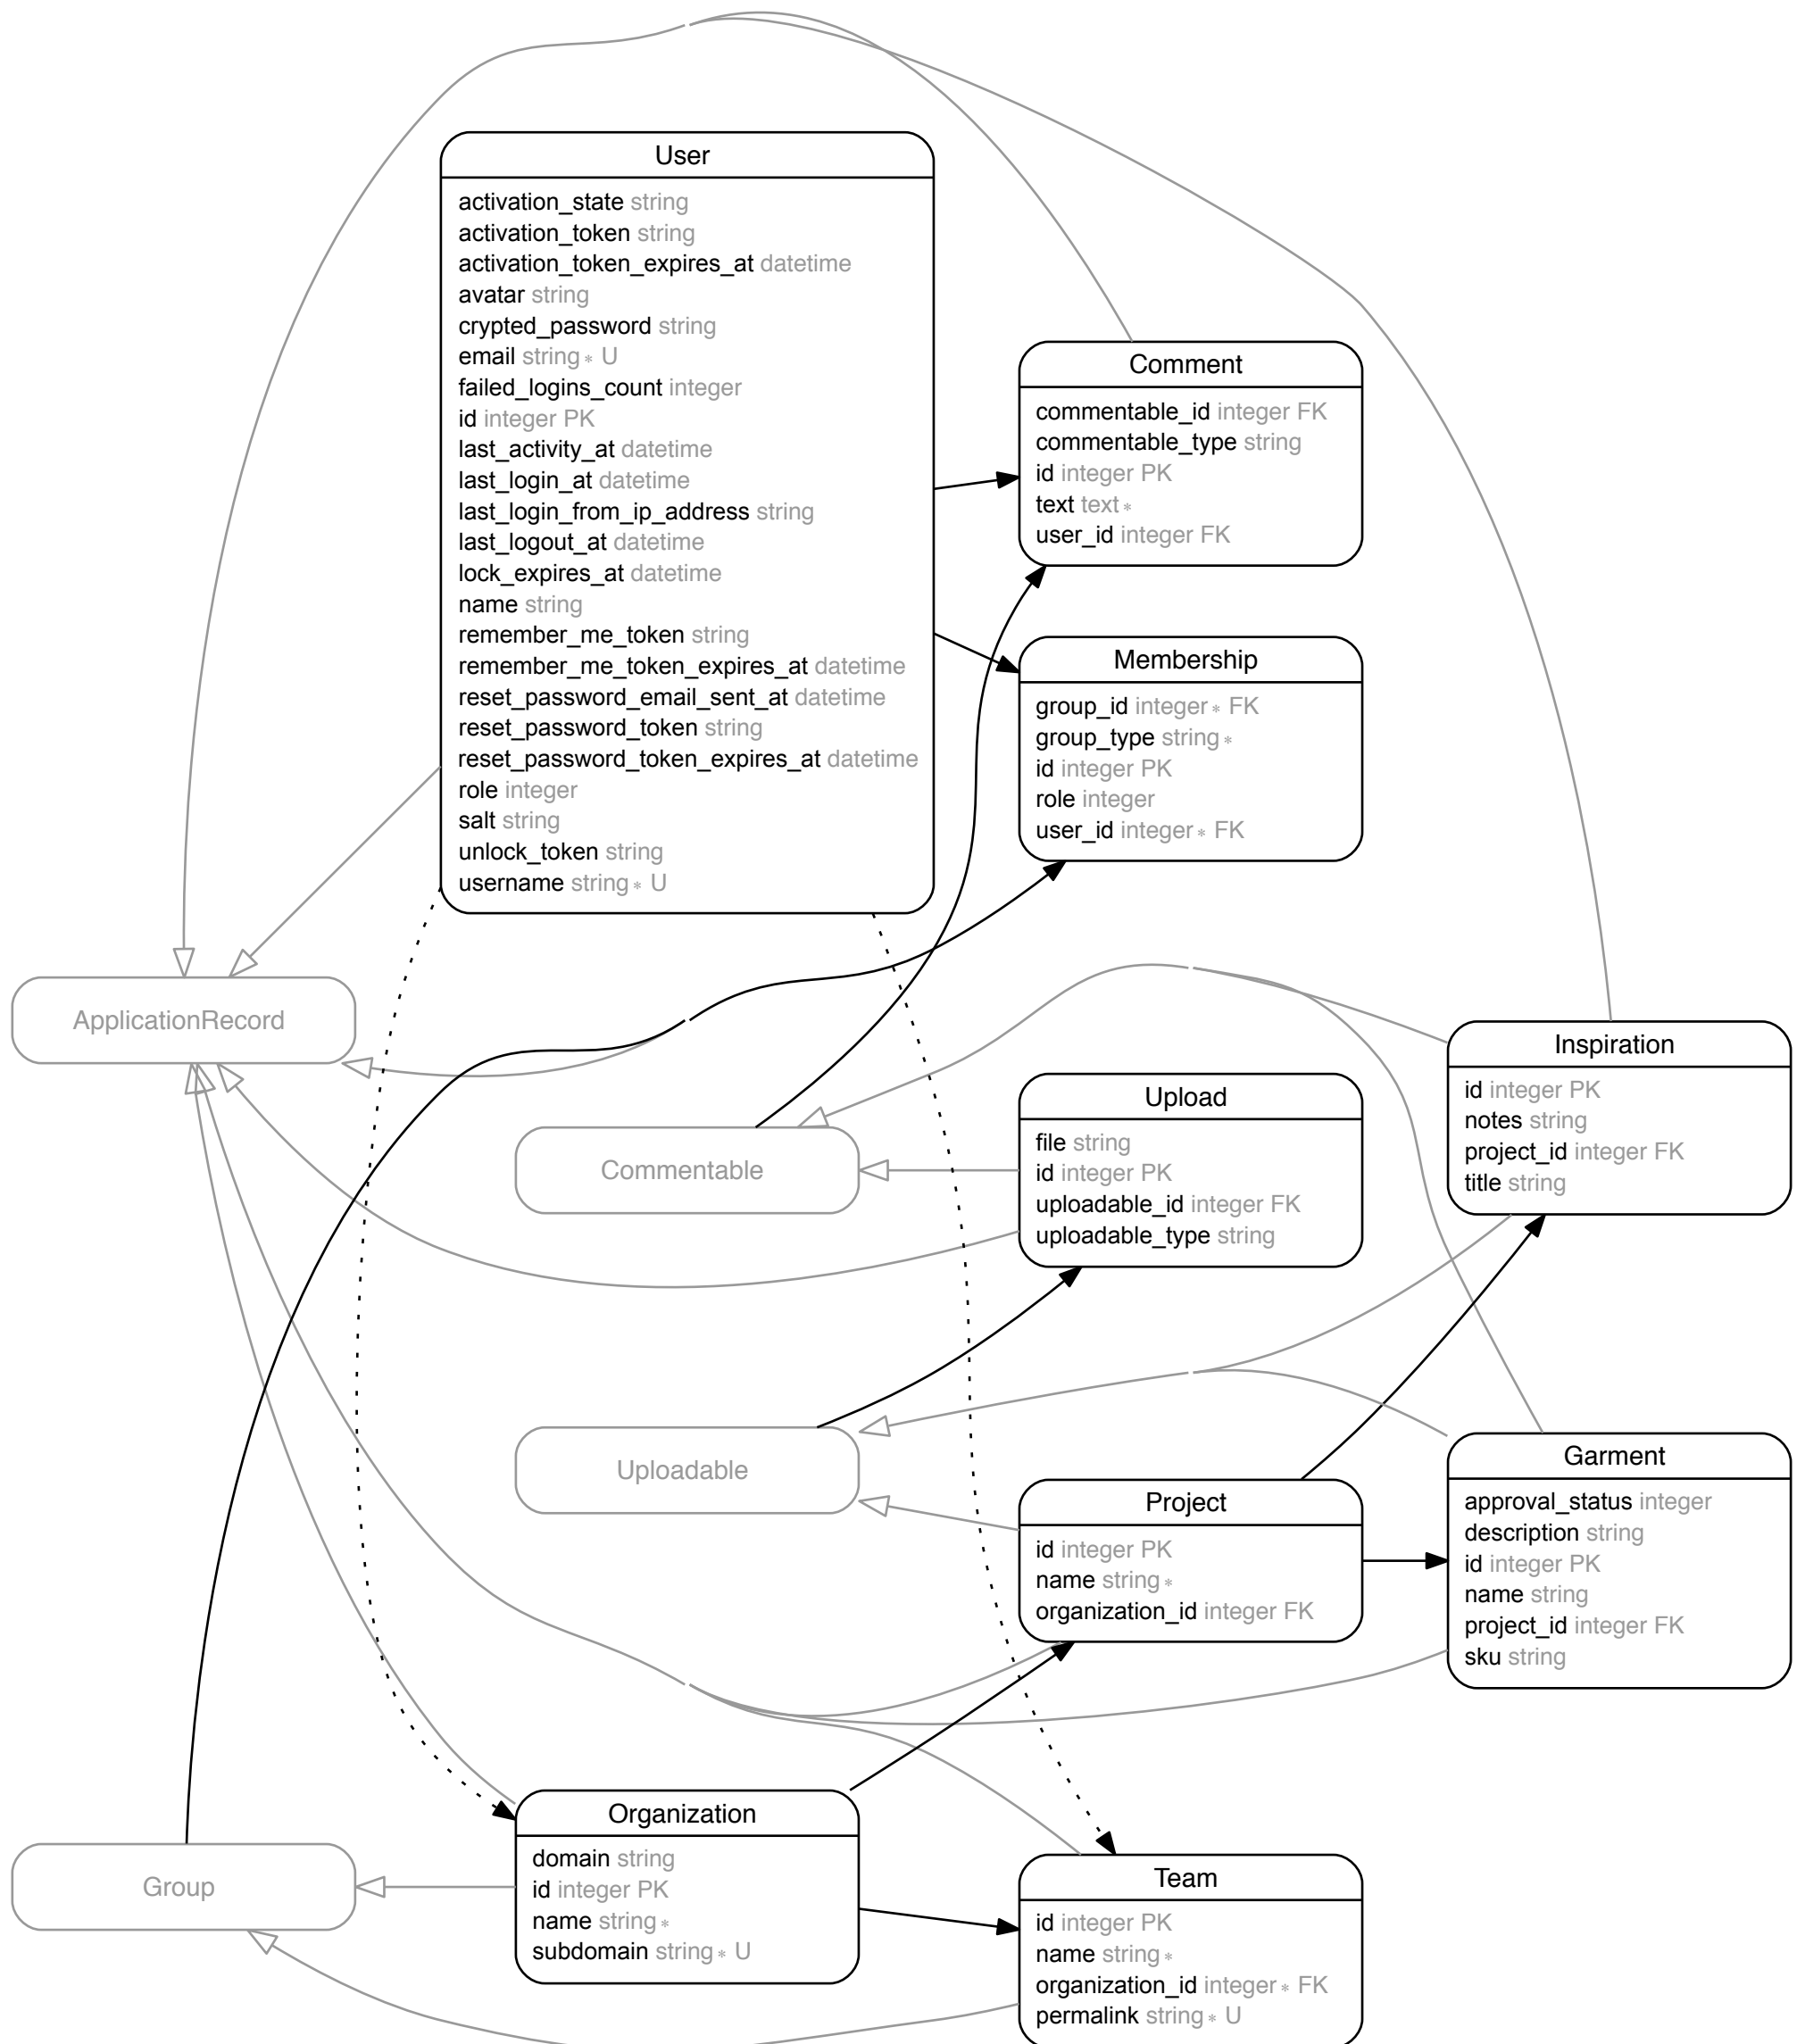 User
activation_state string
activation_token string
activation_token_expires_at datetime
avatar string
crypted_password string
email string∗ U
failed_logins_count integer
id integer PK
last_activity_at datetime
last_login_at datetime
last_login_from_ip_address string
last_logout_at datetime
lock_expires_at datetime
name string
remember_me_token string
remember_me_token_expires_at datetime
reset_password_email_sent_at datetime
reset_password_token string
reset_password_token_expires_at datetime
role integer
salt string
unlock_token string
username string∗ U
Comment
commentable_id integer FK
commentable_type string
id integer PK
text text∗
user_id integer FK
Membership
group_id integer∗ FK
group_type string∗
id integer PK
role integer
user_id integer∗ FK
ApplicationRecord
Inspiration
id integer PK
notes string
project_id integer FK
title string
Upload
file string
id integer PK
uploadable_id integer FK
uploadable_type string
Commentable
Uploadable
Garment
approval_status integer
description string
id integer PK
name string
project_id integer FK
sku string
Project
id integer PK
name string∗
organization_id integer FK
Organization
domain string
id integer PK
name string∗
subdomain string∗ U
Group
Team
id integer PK
name string∗
organization_id integer∗ FK
permalink string∗ U